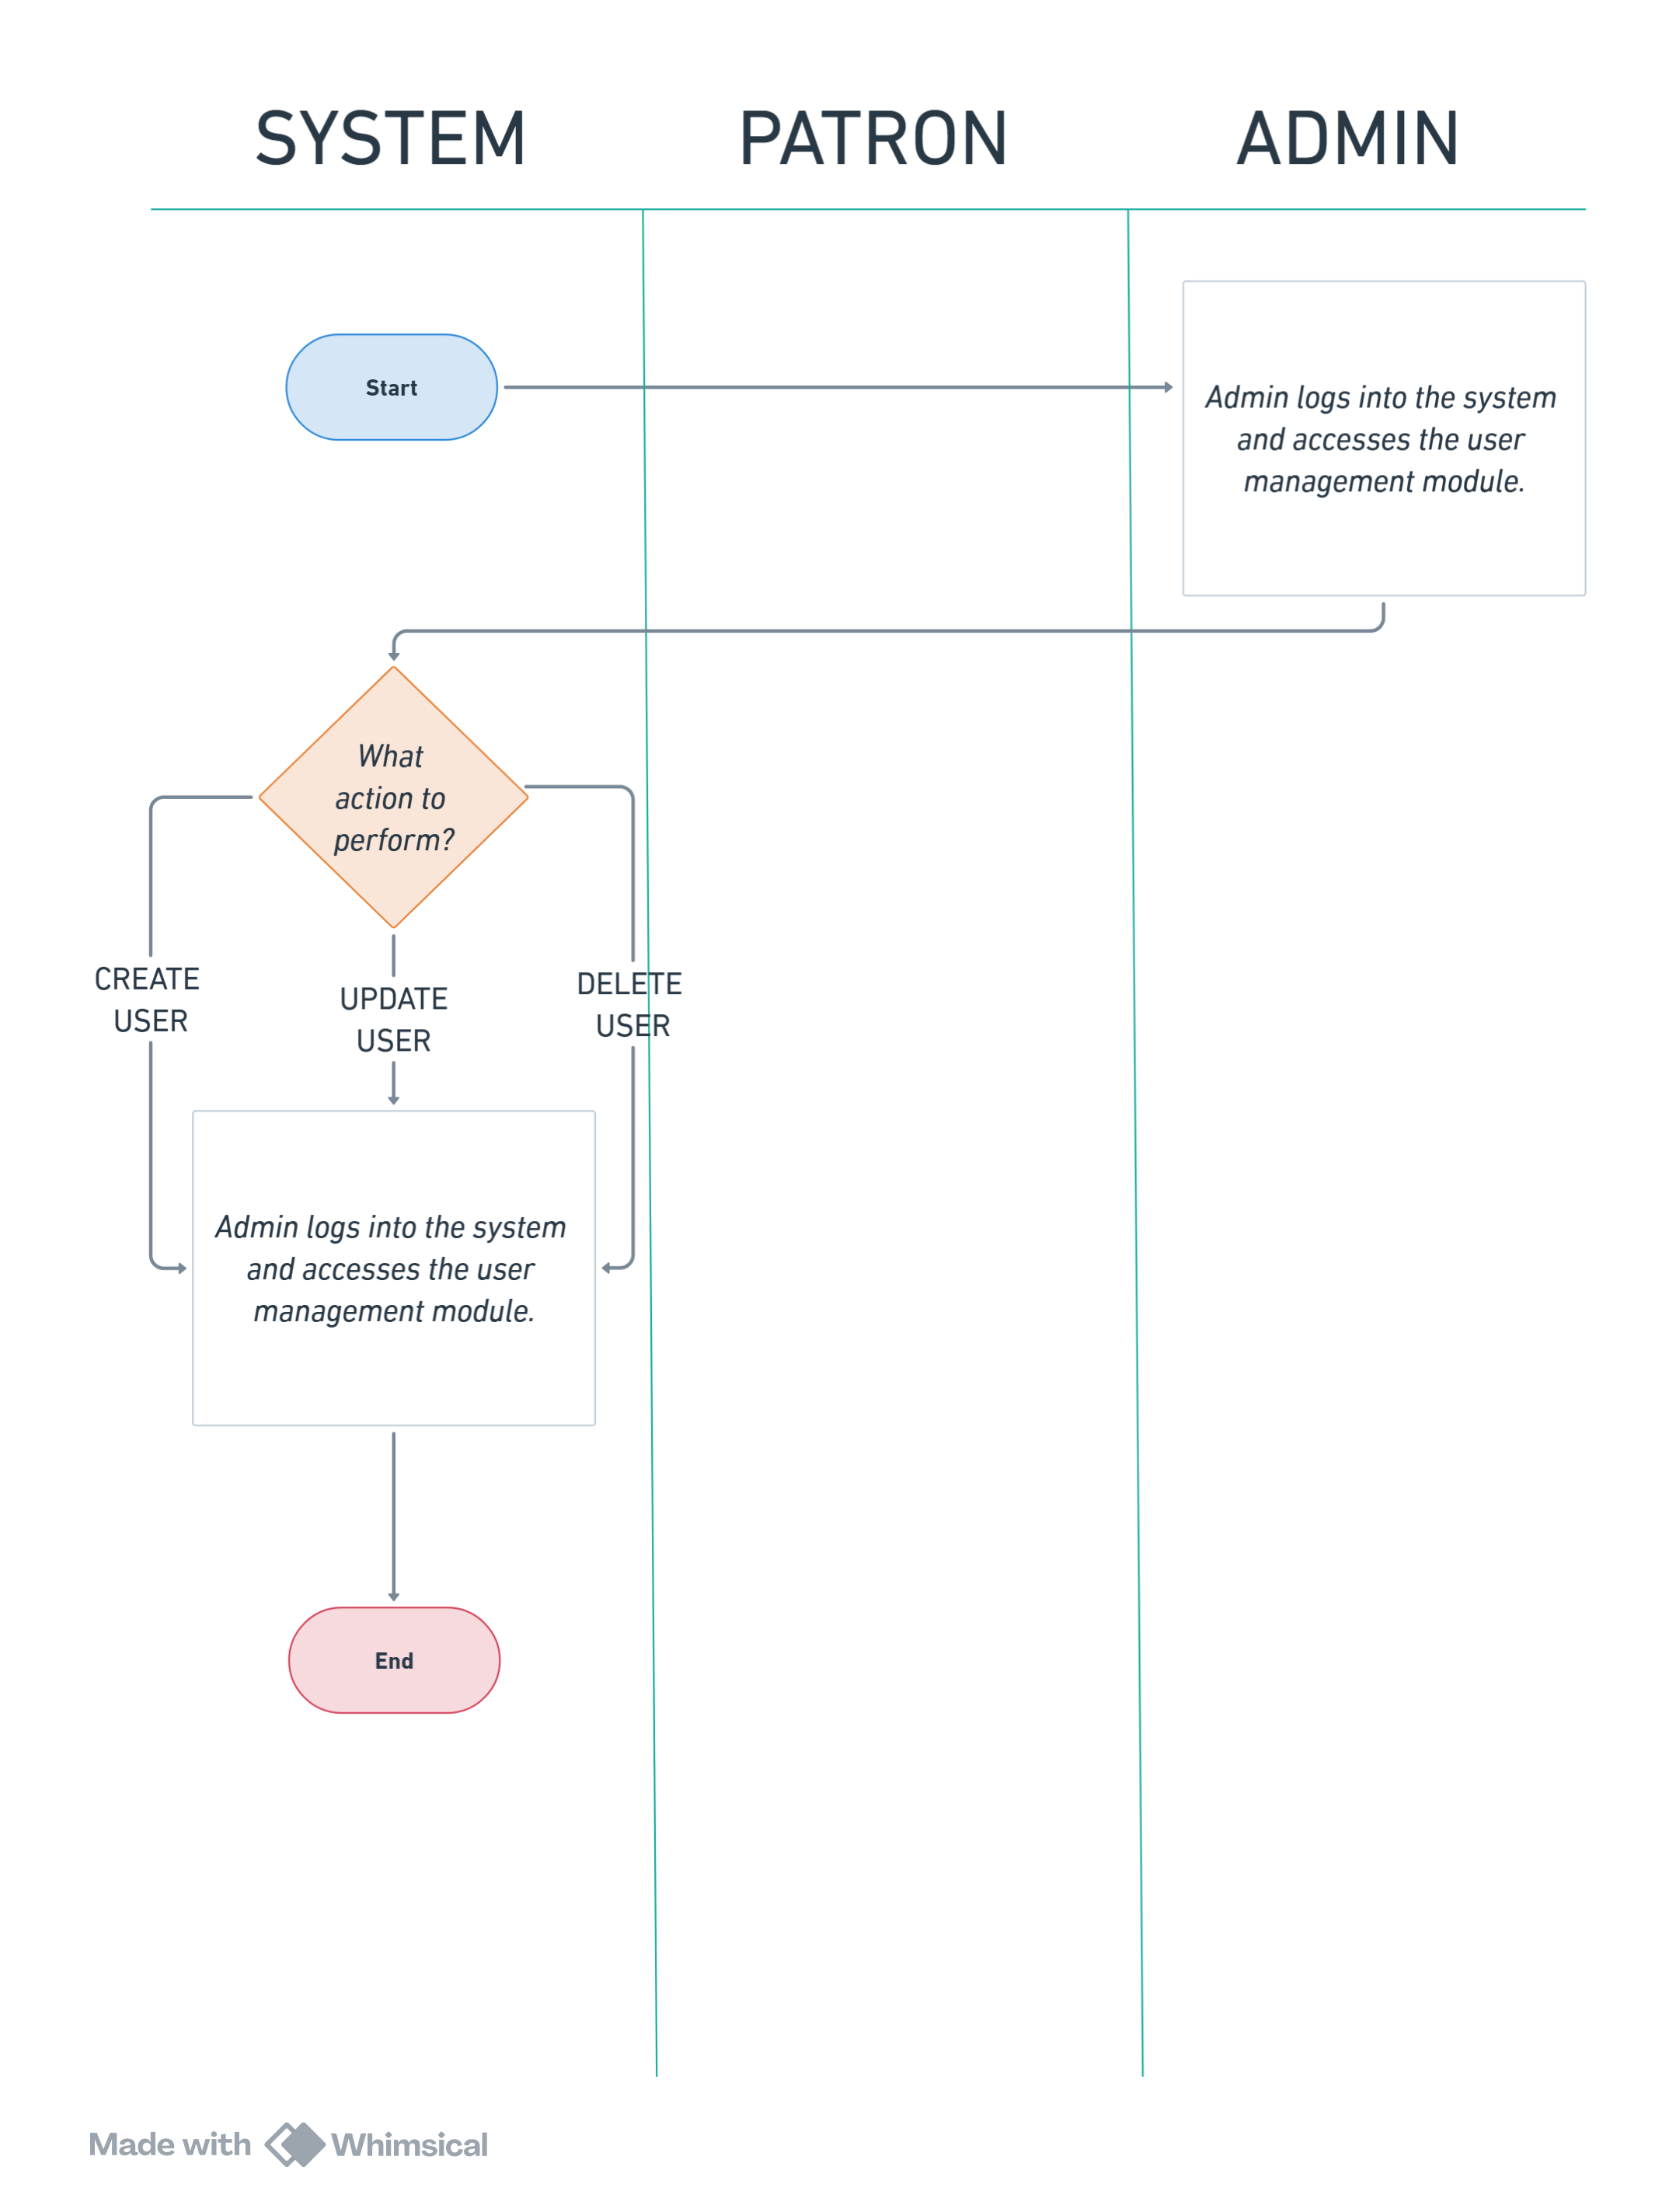 SYSTEM
PATRON
ADMIN
Start
Admin logs into the system
and accesses the user
management module.
What
action to
perform?
CREATE
USER
UPDATE
USER
DELETE
USER
Admin logs into the system
and accesses the user
management module.
End
Made with Whimsical